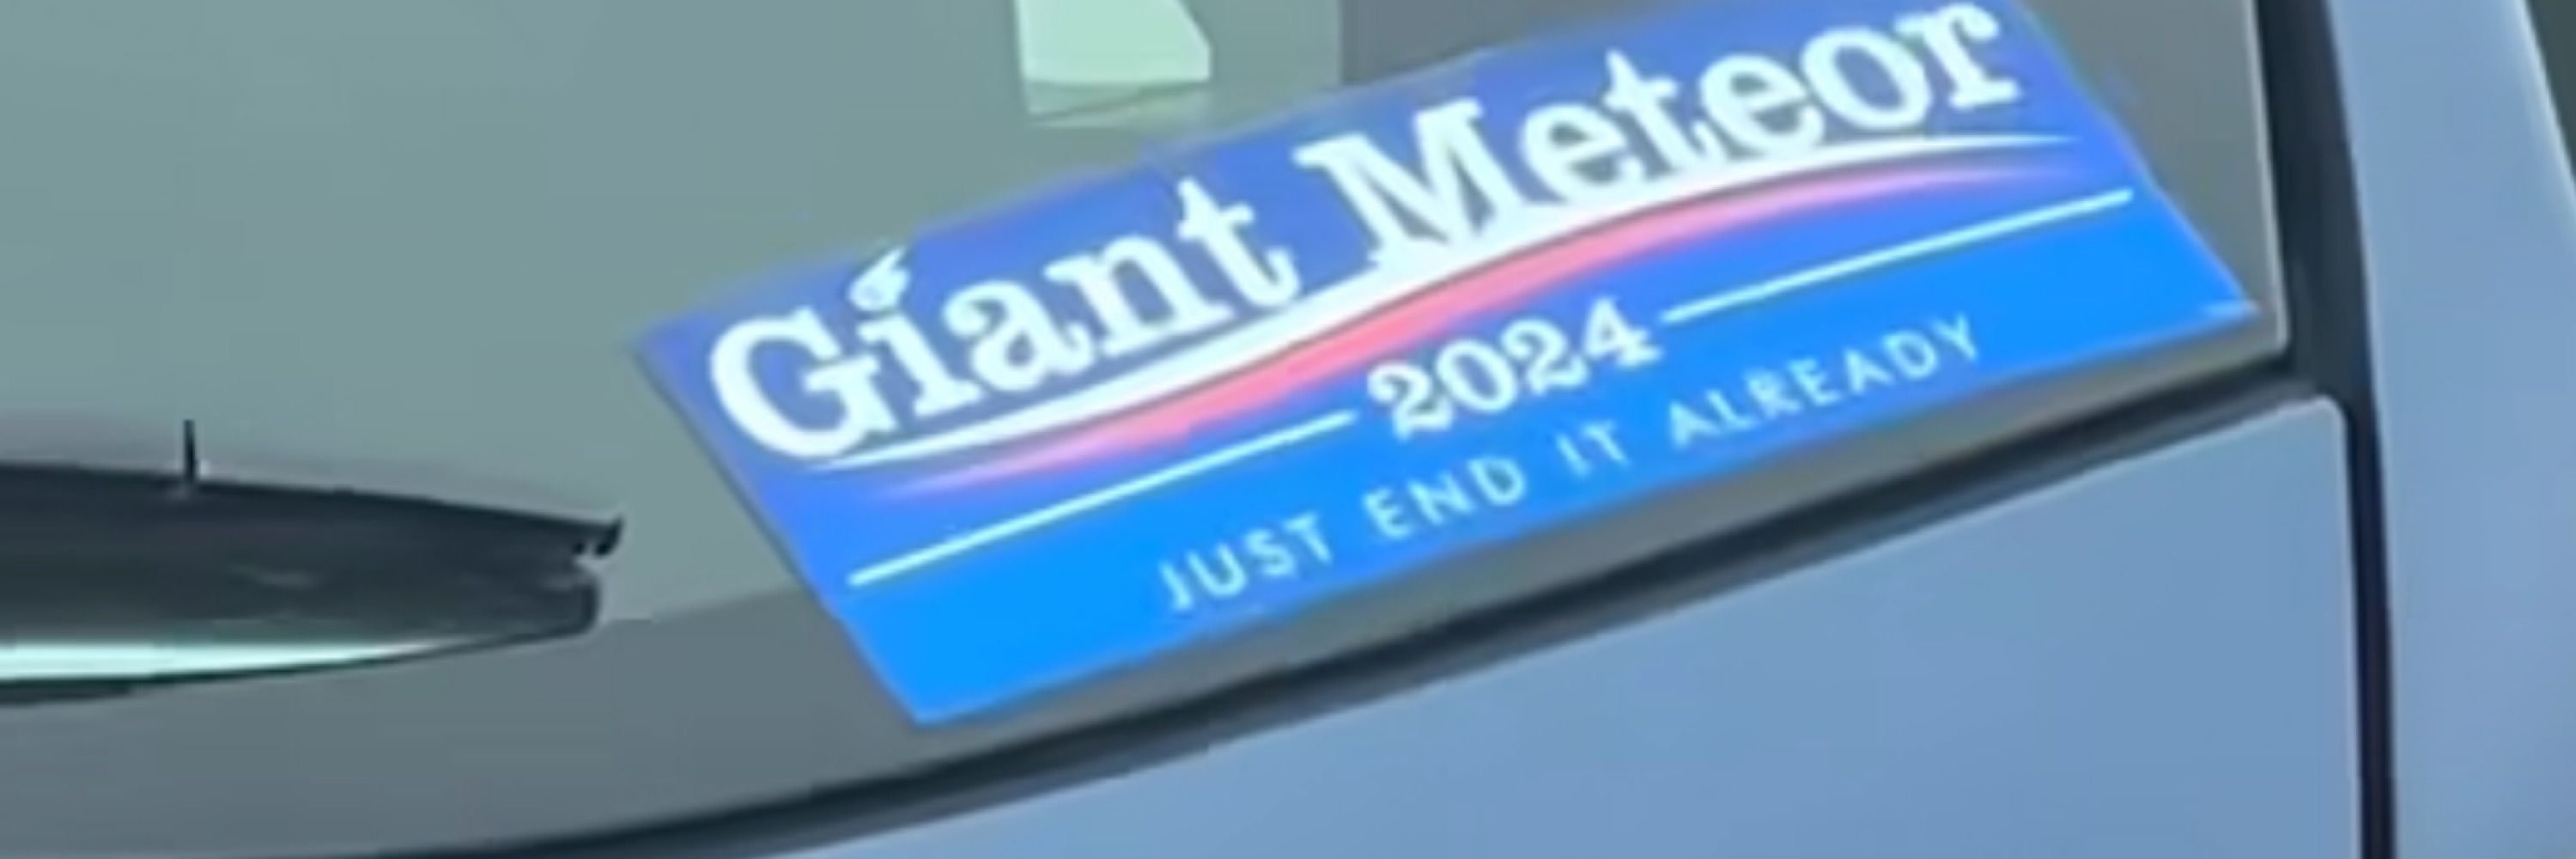 Giant Meteor
2024
JUST END IT ALREADY